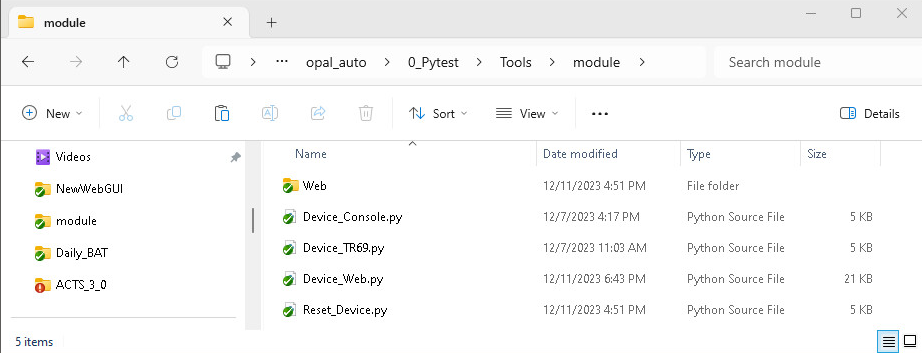 module
opal_auto 0_Pytest Tools module Search module
New Sort View Details
Name Date modified Type Size
Videos
NewWebGUI
module
Daily_BAT
ACTS_3_0
Web 12/11/2023 4:51 PM File folder
Device_Console.py 12/7/2023 4:17 PM Python Source File 5 KB
Device_TR69.py 12/7/2023 11:03 AM Python Source File 5 KB
Device_Web.py 12/11/2023 6:43 PM Python Source File 21 KB
Reset_Device.py 12/11/2023 4:51 PM Python Source File 5 KB
5 items